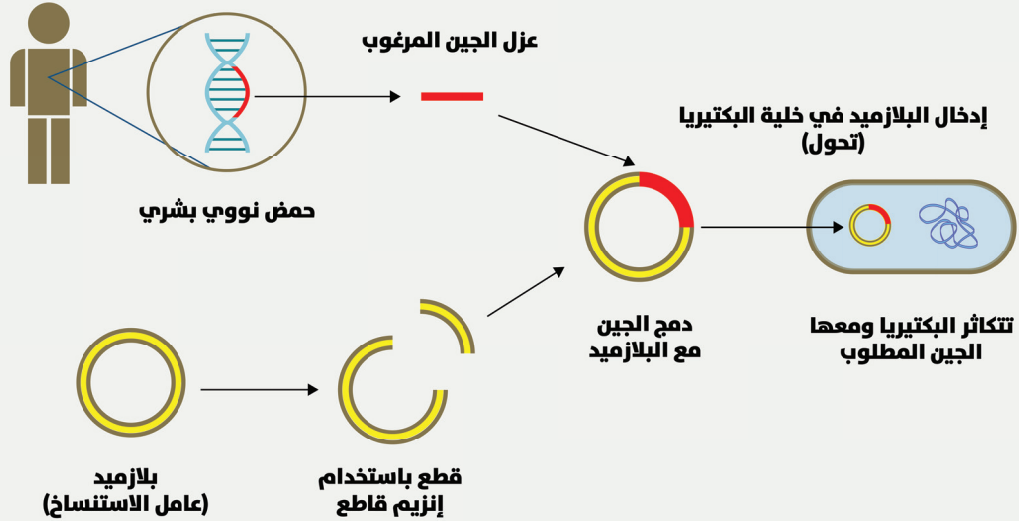 عزل الجين المرغوب
حمض نووي بشري
إدخال البلازميد في خلية البكتيريا
(تحول)
دمج الجين
مع البلازميد
تتكاثر البكتيريا ومعها
الجين المطلوب
بلازميد
(عامل الاستنساخ)
قطع باستخدام
إنزيم قاطع